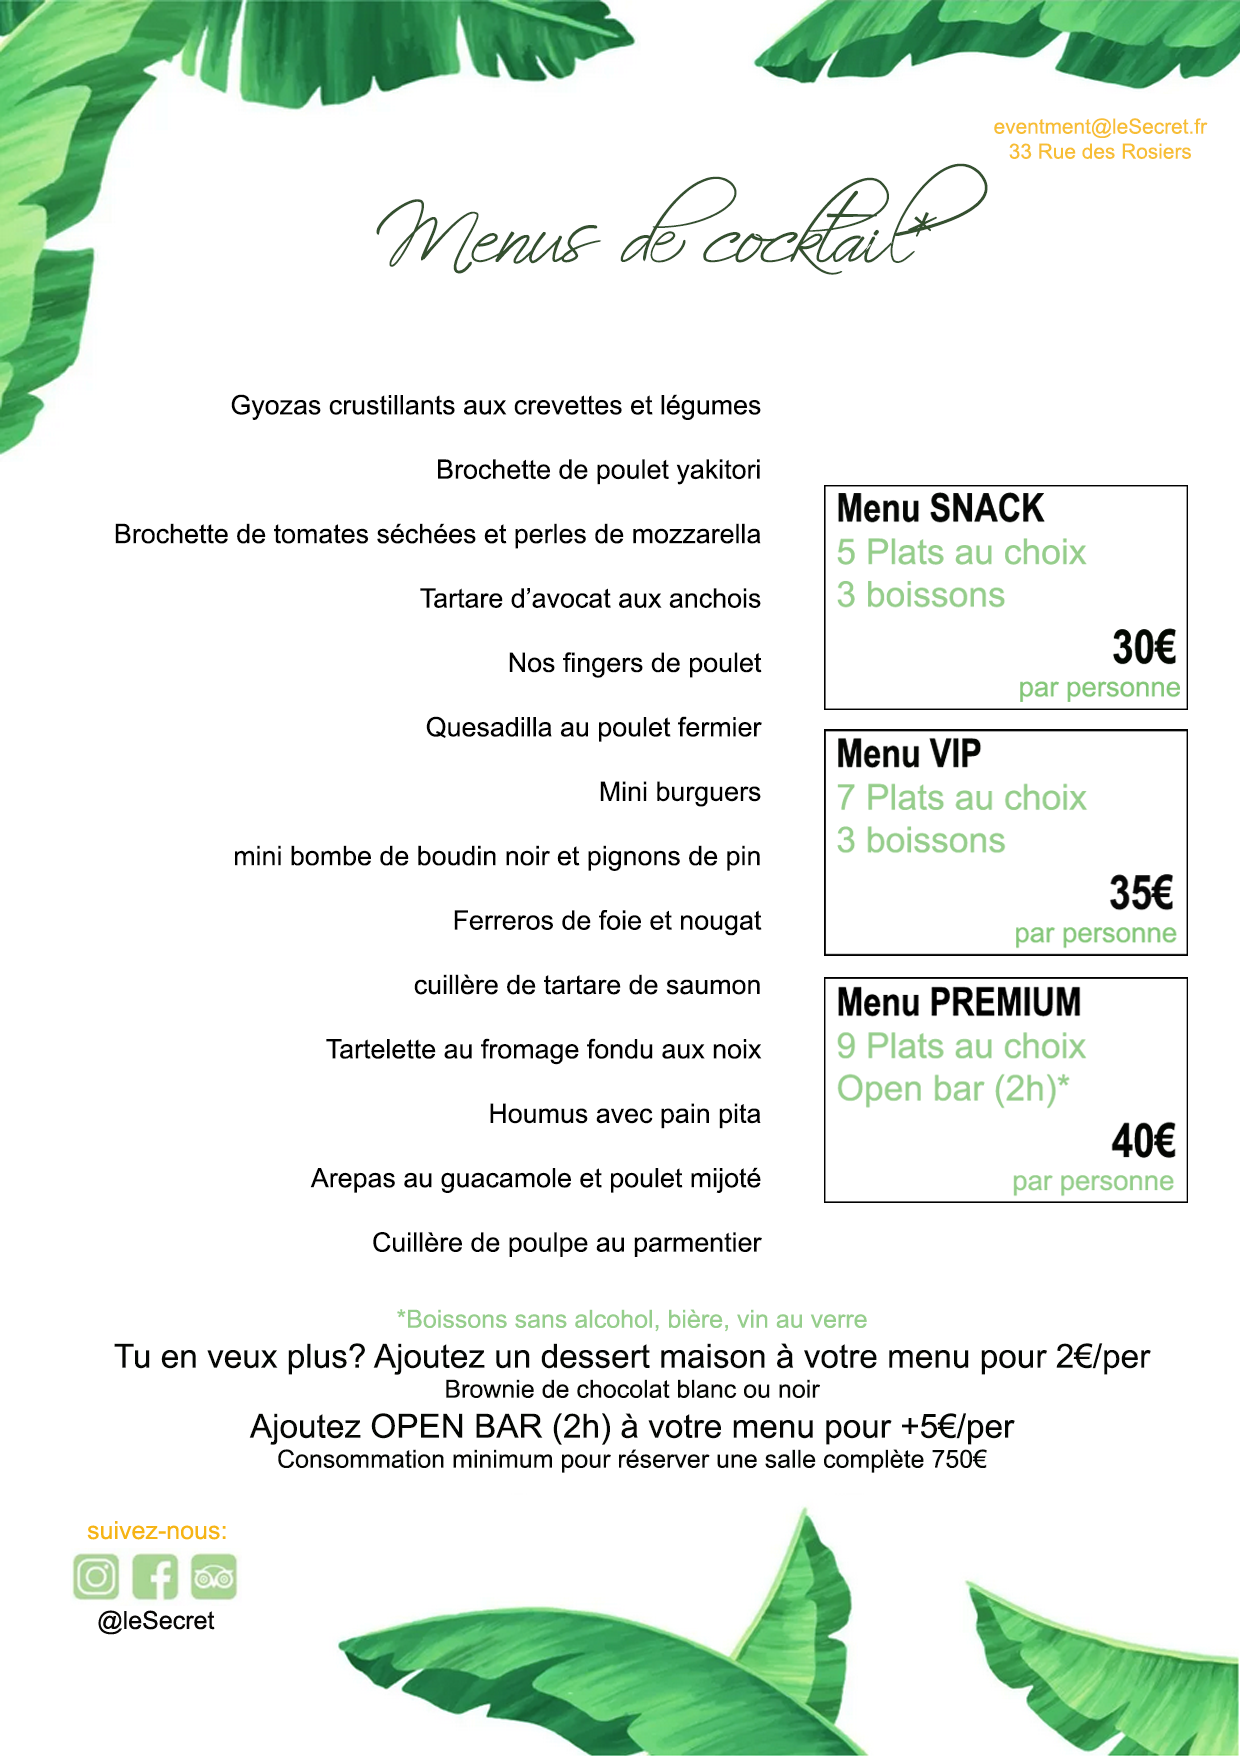 eventment@leSecret.fr
33 Rue des Rosiers
Menus de cocktail*
Gyozas crustillants aux crevettes et légumes
Brochette de poulet yakitori
Brochette de tomates séchées et perles de mozzarella
Tartare d’avocat aux anchois
Nos fingers de poulet
Quesadilla au poulet fermier
Mini burguers
mini bombe de boudin noir et pignons de pin
Ferreros de foie et nougat
cuillère de tartare de saumon
Tartelette au fromage fondu aux noix
Houmus avec pain pita
Arepas au guacamole et poulet mijoté
Cuillère de poulpe au parmentier
Menu SNACK
5 Plats au choix
3 boissons
30€
par personne
Menu VIP
7 Plats au choix
3 boissons
35€
par personne
Menu PREMIUM
9 Plats au choix
Open bar (2h)*
40€
par personne
*Boissons sans alcohol, bière, vin au verre
Tu en veux plus? Ajoutez un dessert maison à votre menu pour 2€/per
Brownie de chocolat blanc ou noir
Ajoutez OPEN BAR (2h) à votre menu pour +5€/per
Consommation minimum pour réserver une salle complète 750€
suivez-nous:
@leSecret